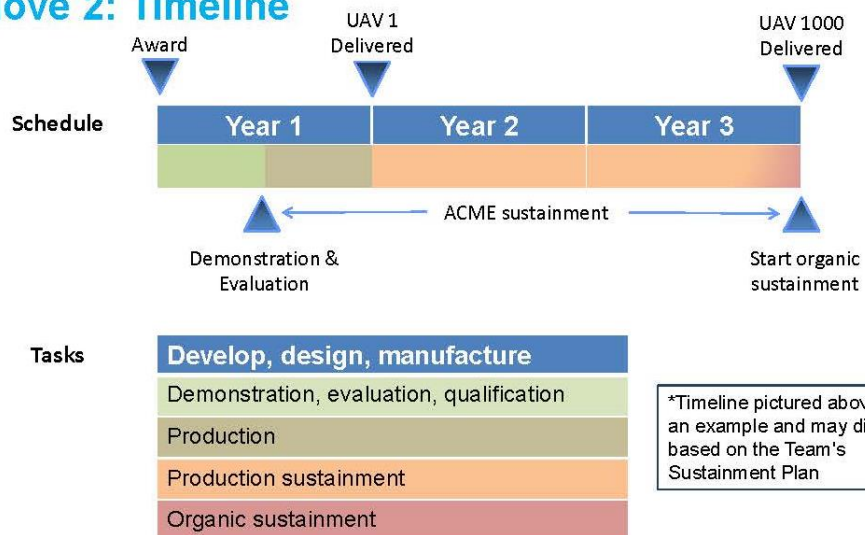 ove 2: Timeline
Award
UAV 1
Delivered
UAV 1000
Delivered
Schedule
Year 1
Year 2
Year 3
ACME sustainment
Demonstration &
Evaluation
Start organic
sustainment
Tasks
Develop, design, manufacture
Demonstration, evaluation, qualification
Production
Production sustainment
Organic sustainment
*Timeline pictured abov
an example and may di
based on the Team's
Sustainment Plan